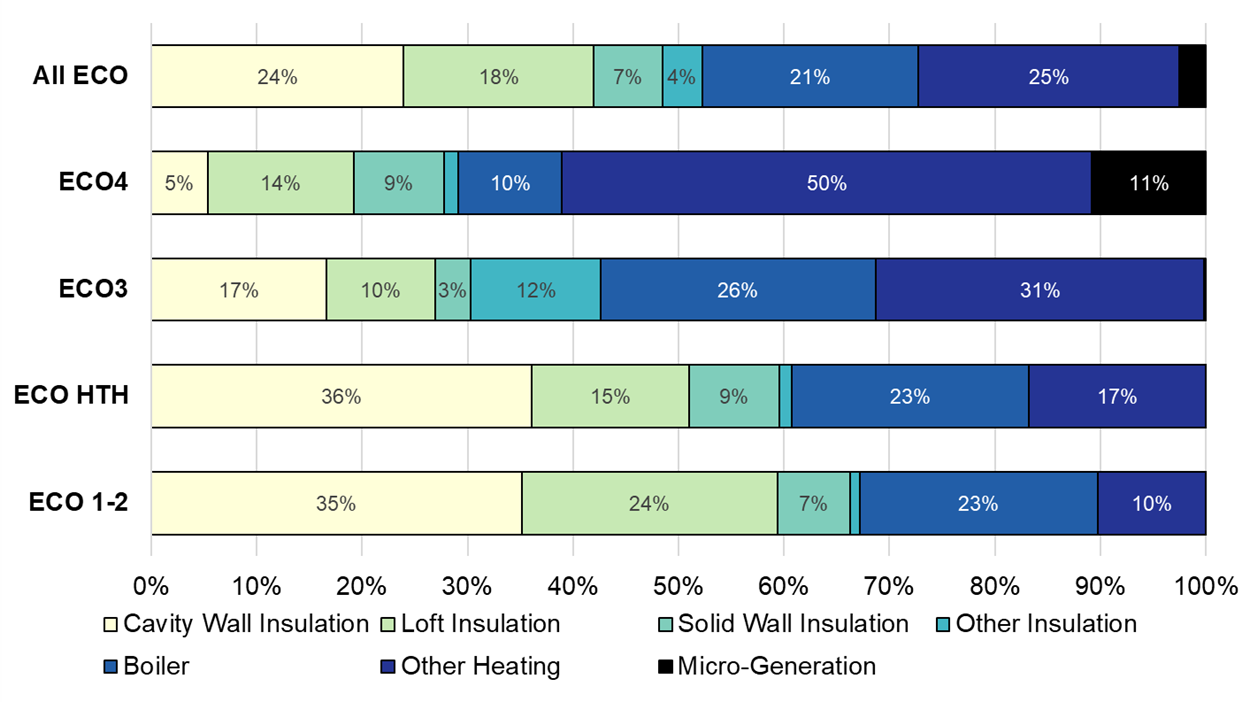 All ECO 24% 18% 7% 4% 21% 25%
ECO4 5% 14% 9% 10% 50% 11%
ECO3 17% 10% 3% 12% 26% 31%
ECO HTH 36% 15% 9% 23% 17%
ECO 1-2 35% 24% 7% 23% 10%
0% 10% 20% 30% 40% 50% 60% 70% 80% 90% 100%
Cavity Wall Insulation Loft Insulation Solid Wall Insulation Other Insulation
Boiler Other Heating Micro-Generation